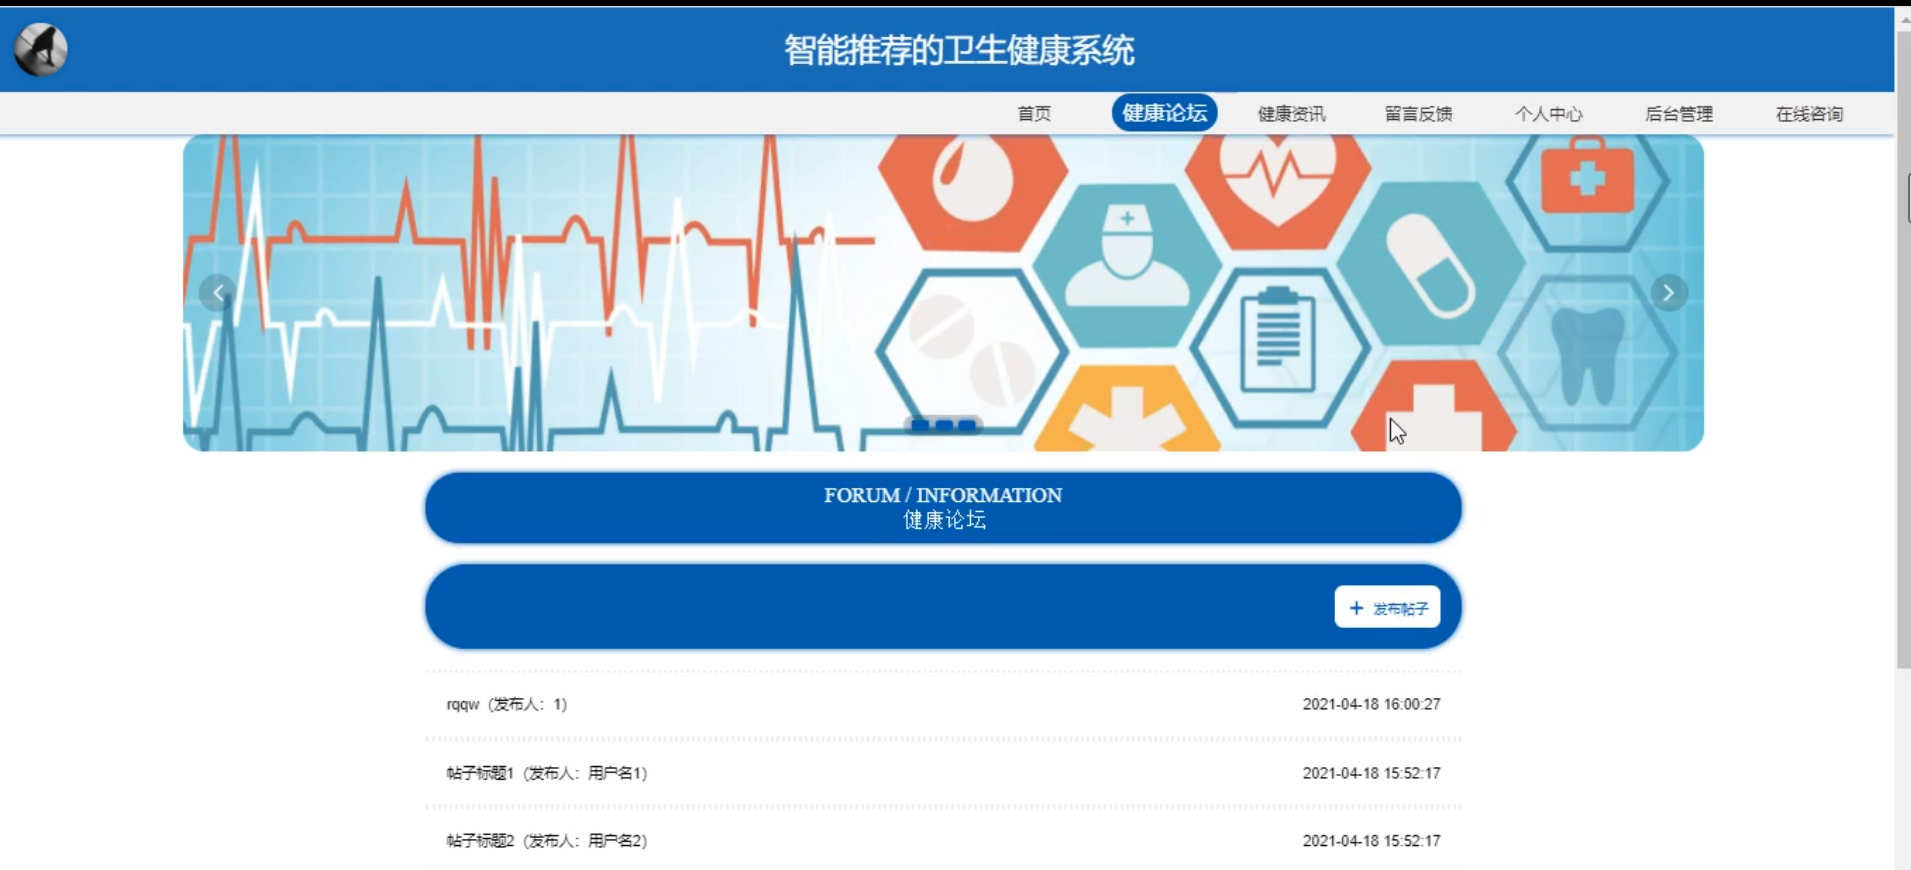 智能推荐的卫生健康系统
首页 健康论坛 健康资讯 留言反馈 个人中心 后台管理 在线咨询
FORUM / INFORMATION
健康论坛
+ 发布帖子
rqqw（发布人：1） 2021-04-18 16:00:27
帖子标题1（发布人：用户名1） 2021-04-18 15:52:17
帖子标题2（发布人：用户名2） 2021-04-18 15:52:17